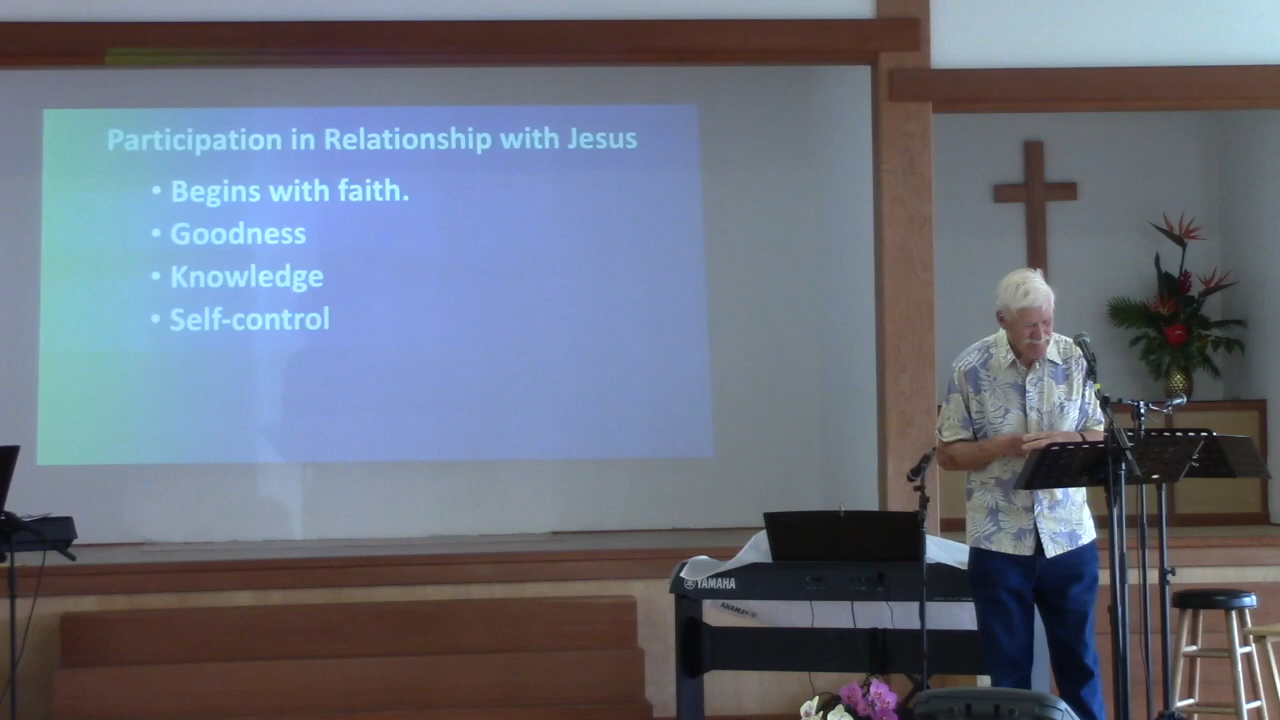 Participation in Relationship with Jesus
• Begins with faith.
• Goodness
• Knowledge
• Self-control
YAMAHA